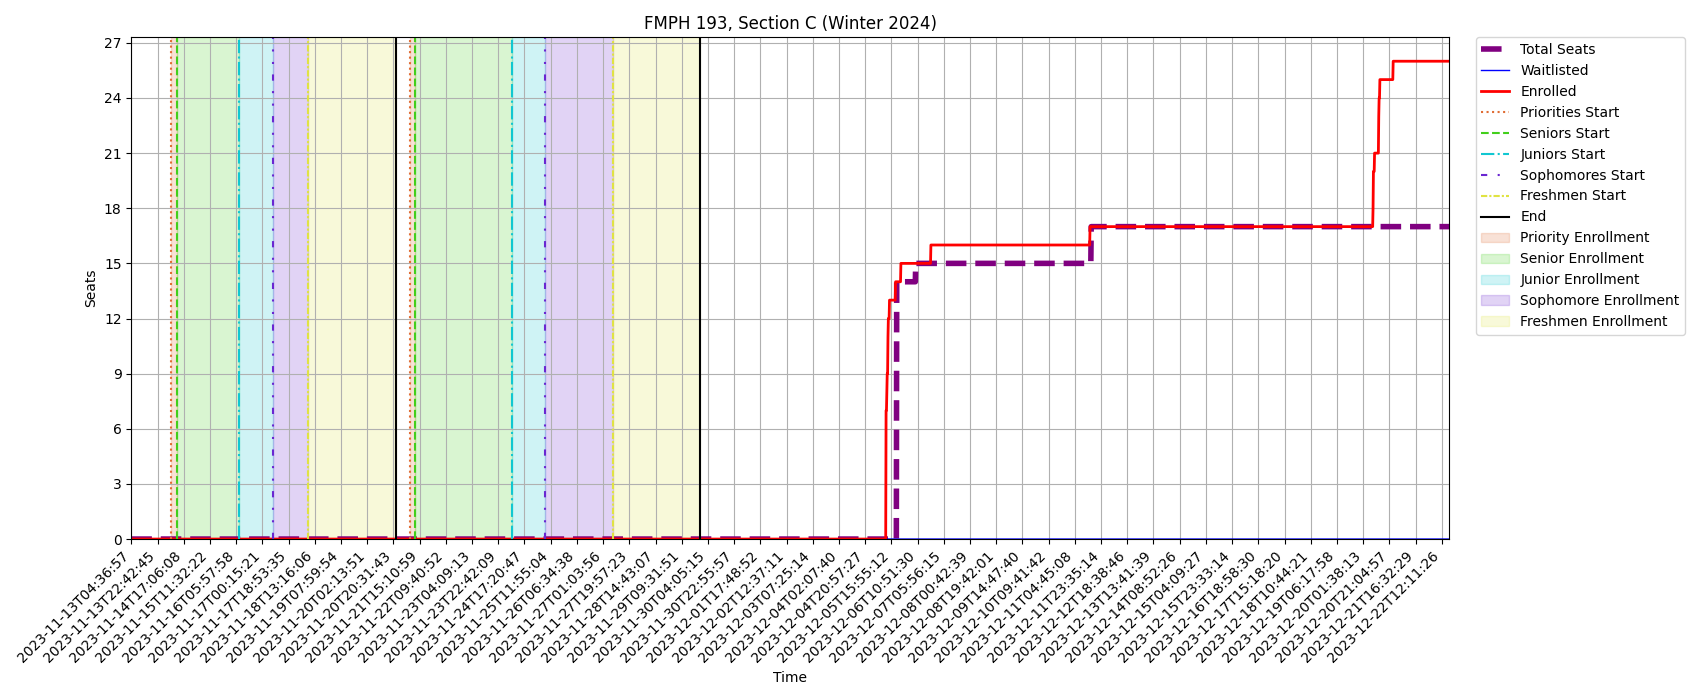 FMPH 193, Section C (Winter 2024)
27
24
21
18
15
12
9
6
3
0
Seats
2023-11-13T04:36:57
2023-11-13T22:42:45
2023-11-14T17:06:08
2023-11-15T11:32:22
2023-11-16T05:57:58
2023-11-17T00:15:21
2023-11-17T18:53:35
2023-11-18T13:16:06
2023-11-19T07:59:54
2023-11-20T02:13:51
2023-11-20T20:31:43
2023-11-21T15:10:59
2023-11-22T09:40:52
2023-11-23T04:09:13
2023-11-23T22:42:09
2023-11-24T17:20:47
2023-11-25T11:55:04
2023-11-26T06:34:38
2023-11-27T01:03:56
2023-11-27T19:57:23
2023-11-28T14:43:07
2023-11-29T09:31:51
2023-11-30T04:05:15
2023-11-30T22:55:57
2023-12-01T17:48:52
2023-12-02T12:37:11
2023-12-03T07:25:14
2023-12-04T02:07:40
2023-12-04T20:57:27
2023-12-05T15:55:12
2023-12-06T10:51:30
2023-12-07T05:56:15
2023-12-08T00:42:39
2023-12-08T19:42:01
2023-12-09T14:47:40
2023-12-10T09:41:42
2023-12-11T04:45:08
2023-12-11T23:35:14
2023-12-12T18:38:46
2023-12-13T13:41:39
2023-12-14T08:52:26
2023-12-15T04:09:27
2023-12-15T23:33:14
2023-12-16T18:58:30
2023-12-17T15:18:20
2023-12-18T10:44:21
2023-12-19T06:17:58
2023-12-20T01:38:13
2023-12-20T21:04:57
2023-12-21T16:32:29
2023-12-22T12:11:26
Time
Total Seats
Waitlisted
Enrolled
Priorities Start
Seniors Start
Juniors Start
Sophomores Start
Freshmen Start
End
Priority Enrollment
Senior Enrollment
Junior Enrollment
Sophomore Enrollment
Freshmen Enrollment